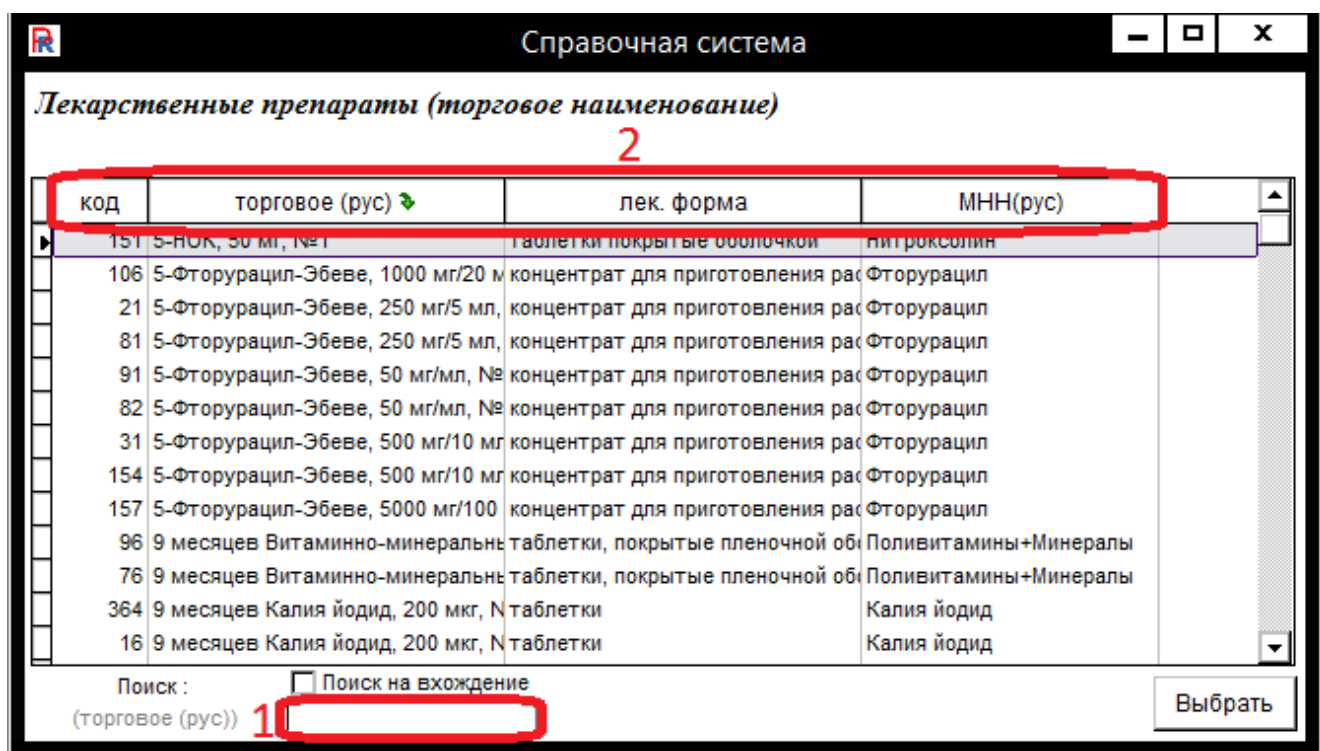 Справочная система
Лекарственные препараты (торговое наименование)
2
код торговое (рус) лек. форма МНН(рус)
151 5-НОК, 50 мг, №1 таблетки покрытые оболочкой Нитроксолин
106 5-Фторурацил-Эбеве, 1000 мг/20 м концентрат для приготовления рас Фторурацил
21 5-Фторурацил-Эбеве, 250 мг/5 мл, концентрат для приготовления рас Фторурацил
81 5-Фторурацил-Эбеве, 250 мг/5 мл, концентрат для приготовления рас Фторурацил
91 5-Фторурацил-Эбеве, 50 мг/мл, № концентрат для приготовления рас Фторурацил
82 5-Фторурацил-Эбеве, 50 мг/мл, № концентрат для приготовления рас Фторурацил
31 5-Фторурацил-Эбеве, 500 мг/10 мл концентрат для приготовления рас Фторурацил
154 5-Фторурацил-Эбеве, 500 мг/10 мл концентрат для приготовления рас Фторурацил
157 5-Фторурацил-Эбеве, 5000 мг/100 концентрат для приготовления рас Фторурацил
96 9 месяцев Витаминно-минеральнь таблетки, покрытые пленочной обо Поливитамины+Минералы
76 9 месяцев Витаминно-минеральнь таблетки, покрытые пленочной обо Поливитамины+Минералы
364 9 месяцев Калия йодид, 200 мкг, N таблетки Калия йодид
16 9 месяцев Калия йодид, 200 мкг, N таблетки Калия йодид
Поиск : Поиск на вхождение
(торговое (рус)) 1
Выбрать